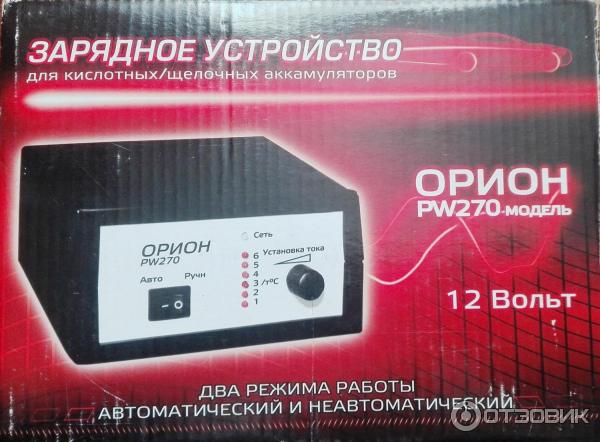 ЗАРЯДНОЕ УСТРОЙСТВО
для кислотных/щелочных аккамуляторов
ОРИОН
PW270-модель
12 Вольт
Сеть
ОРИОН
PW270
Установка тока
Авто Ручн
6
5
4
3 /т°С
2
1
- о
ДВА РЕЖИМА РАБОТЫ
АВТОМАТИЧЕСКИЙ И НЕАВТОМАТИЧЕСКИЙ
ОТЗОВИК